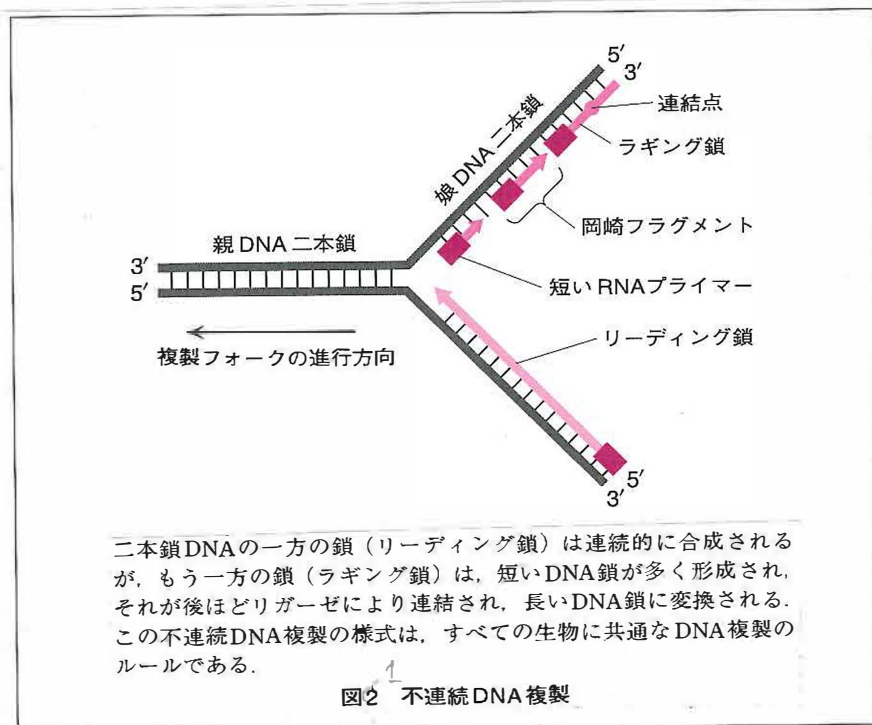 5′
3′
連結点
ラギング鎖
娘DNA二本鎖
岡崎フラグメント
親DNA二本鎖
3′
5′
短いRNAプライマー
リーディング鎖
複製フォークの進行方向
5′
3′
二本鎖DNAの一方の鎖（リーディング鎖）は連続的に合成される
が，もう一方の鎖（ラギング鎖）は，短いDNA鎖が多く形成され，
それが後ほどリガーゼにより連結され，長いDNA鎖に変換される．
この不連続DNA複製の様式は，すべての生物に共通なDNA複製の
ルールである．
1
図2 不連続DNA複製